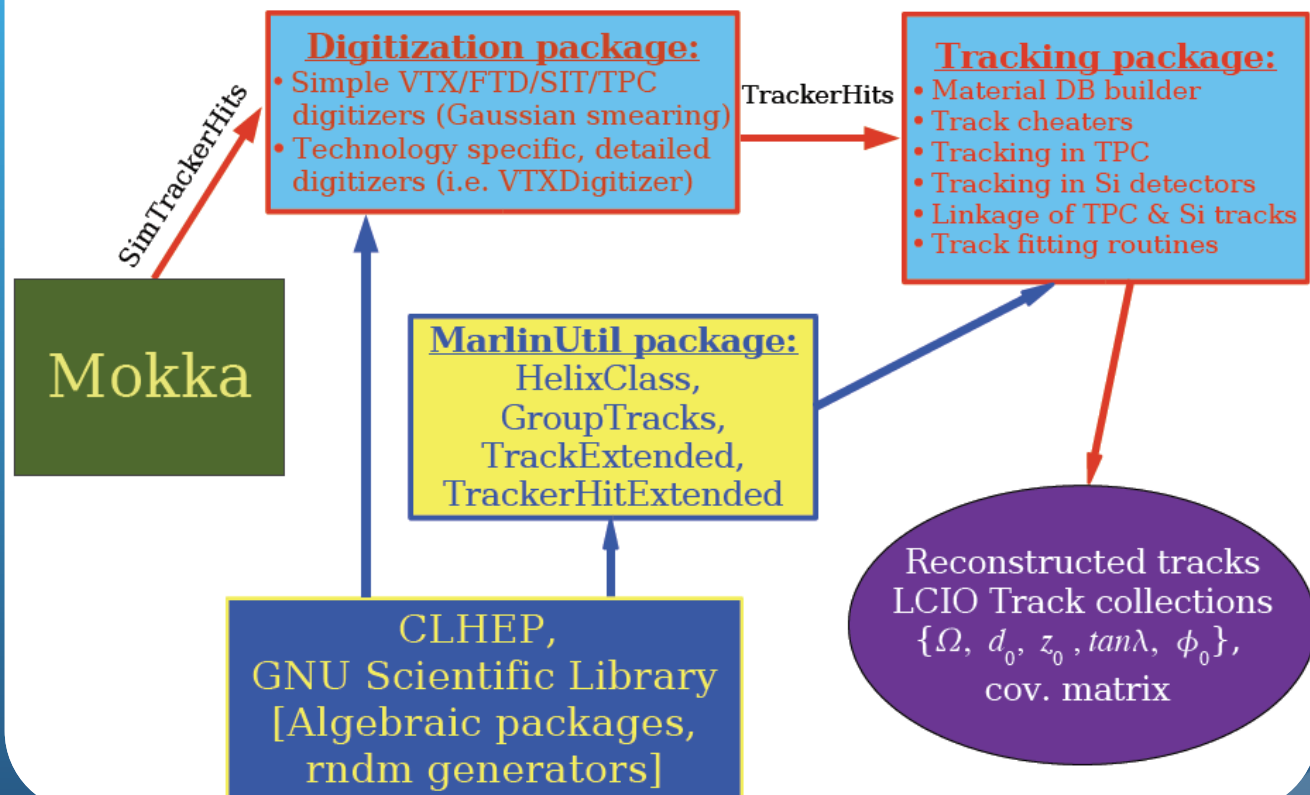 Digitization package:
• Simple VTX/FTD/SIT/TPC
digitizers (Gaussian smearing)
• Technology specific, detailed
digitizers (i.e. VTXDigitizer)
TrackerHits
Tracking package:
• Material DB builder
• Track cheaters
• Tracking in TPC
• Tracking in Si detectors
• Linkage of TPC & Si tracks
• Track fitting routines
SimTrackerHits
Mokka
MarlinUtil package:
HelixClass,
GroupTracks,
TrackExtended,
TrackerHitExtended
Reconstructed tracks
LCIO Track collections
{Ω, d₀, z₀ ,tanλ, ϕ₀},
cov. matrix
CLHEP,
GNU Scientific Library
[Algebraic packages,
rndm generators]